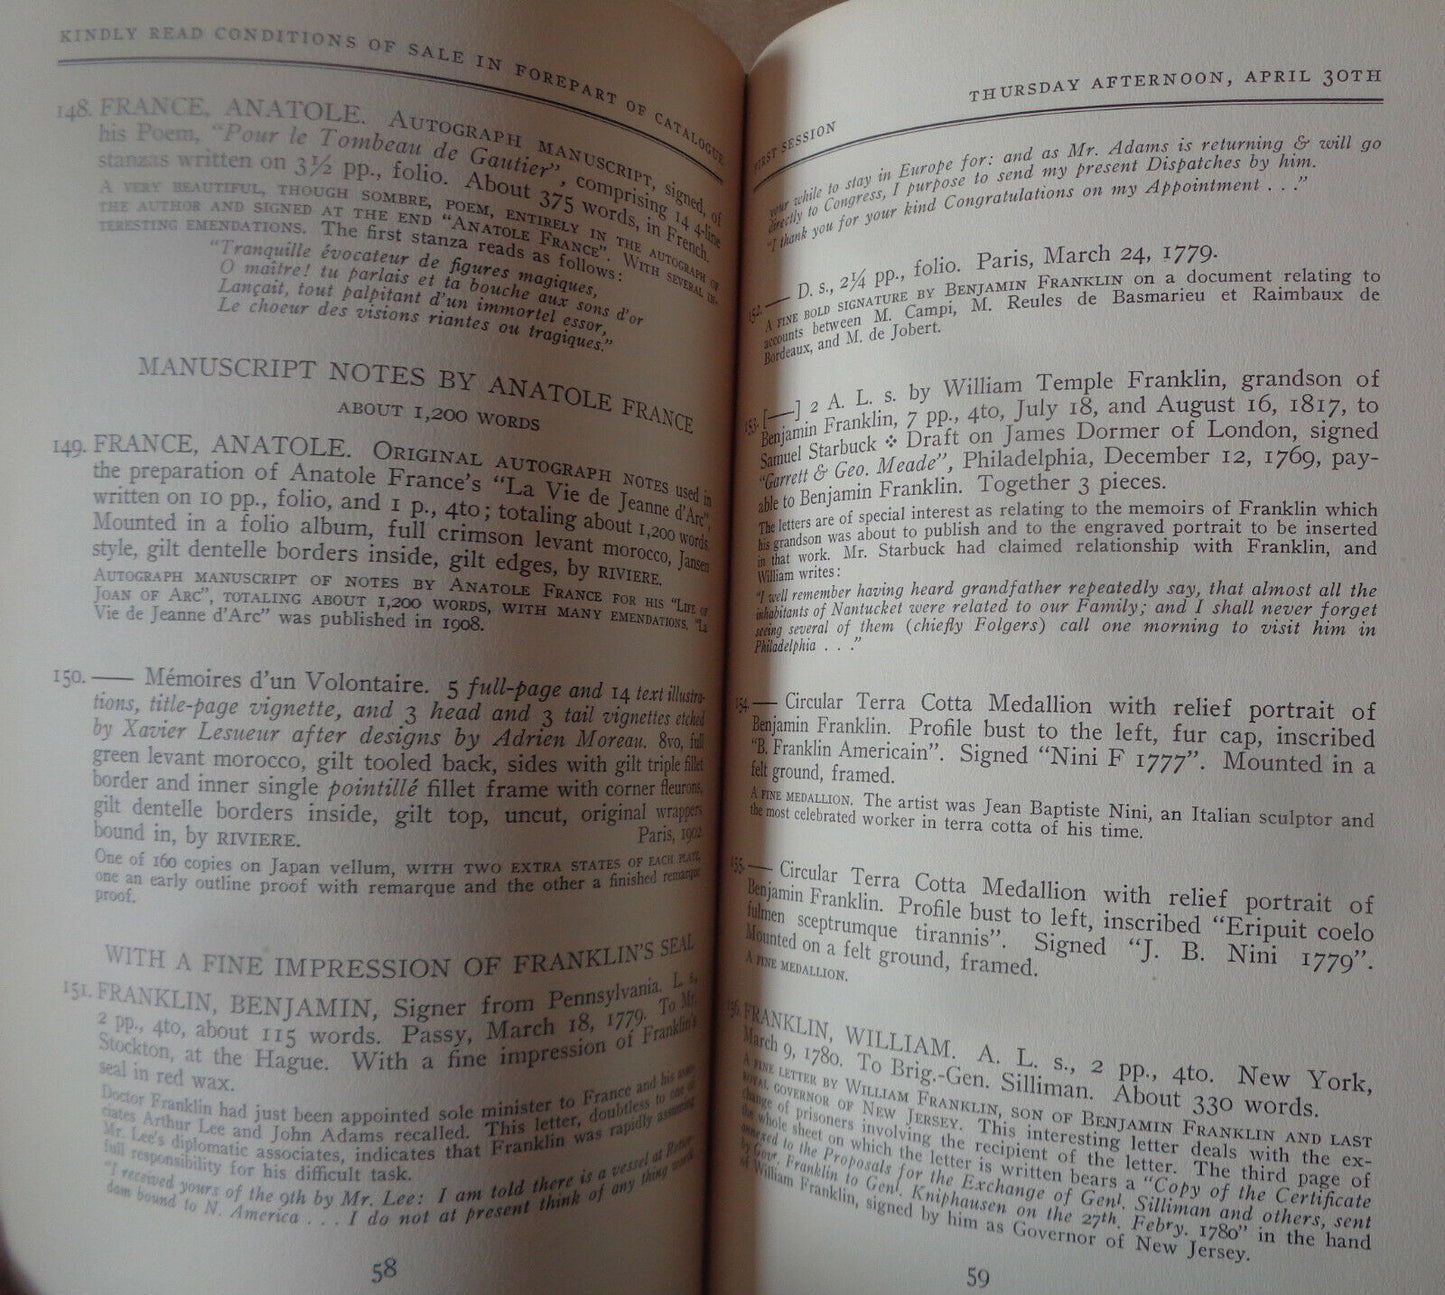 KINDLY READ CONDITIONS OF SALE IN FOREPART OF CATALOGUE
148. FRANCE, ANATOLE. AUTOGRAPH MANUSCRIPT, signed, of
his Poem, "Pour le Tombeau de Gautier", comprising 14 4-line
stanzas written on 3½ pp., folio. About 375 words, in French.
A VERY BEAUTIFUL, THOUGH SOMBRE, POEM, ENTIRELY IN THE AUTOGRAPH OF
THE AUTHOR AND SIGNED AT THE END "ANATOLE FRANCE". WITH SEVERAL IN-
TERESTING EMENDATIONS. The first stanza reads as follows:
"Tranquille évocateur de figures magiques,
O maître! tu parlais et ta bouche aux sons d'or
Lançait, tout palpitant d'un immortel essor,
Le choeur des visions riantes ou tragiques."
MANUSCRIPT NOTES BY ANATOLE FRANCE
ABOUT 1,200 WORDS
149. FRANCE, ANATOLE. ORIGINAL AUTOGRAPH NOTES used in
the preparation of Anatole France's "La Vie de Jeanne d'Arc",
written on 10 pp., folio, and 1 p., 4to; totaling about 1,200 words.
Mounted in a folio album, full crimson levant morocco, Jansen
style, gilt dentelle borders inside, gilt edges, by RIVIERE.
AUTOGRAPH MANUSCRIPT OF NOTES BY ANATOLE FRANCE FOR HIS "LIFE OF
JOAN OF ARC", TOTALING ABOUT 1,200 WORDS, WITH MANY EMENDATIONS. "La
Vie de Jeanne d'Arc" was published in 1908.
150. —— Mémoires d'un Volontaire. 5 full-page and 14 text illustra-
tions, title-page vignette, and 3 head and 3 tail vignettes etched
by Xavier Lesueur after designs by Adrien Moreau. 8vo, full
green levant morocco, gilt tooled back, sides with gilt triple fillet
border and inner single pointillé fillet frame with corner fleurons,
gilt dentelle borders inside, gilt top, uncut, original wrappers
bound in, by RIVIERE. Paris, 1902
One of 160 copies on Japan vellum, WITH TWO EXTRA STATES OF EACH PLATE,
one an early outline proof with remarque and the other a finished remarque
proof.
WITH A FINE IMPRESSION OF FRANKLIN'S SEAL
151. FRANKLIN, BENJAMIN, Signer from Pennsylvania. L. s.,
2 pp., 4to, about 115 words. Passy, March 18, 1779. To Mr.
Stockton, at the Hague. With a fine impression of Franklin's
seal in red wax.
Doctor Franklin had just been appointed sole minister to France and his asso-
ciates Arthur Lee and John Adams recalled. This letter, doubtless to one of
Mr. Lee's diplomatic associates, indicates that Franklin was rapidly assuming
full responsibility for his difficult task.
"I received yours of the 9th by Mr. Lee: I am told there is a vessel at Rotter-
dam bound to N. America . . . I do not at present think of any thing worth
58
FIRST SESSION THURSDAY AFTERNOON, APRIL 30TH
your while to stay in Europe for: and as Mr. Adams is returning & will go
directly to Congress, I purpose to send my present Dispatches by him.
"I thank you for your kind Congratulations on my Appointment . . ."
152. —— D. s., 2¼ pp., folio. Paris, March 24, 1779.
A FINE BOLD SIGNATURE BY BENJAMIN FRANKLIN on a document relating to
accounts between M. Campi, M. Reules de Basmarieu et Raimbaux de
Bordeaux, and M. de Jobert.
153. [——] 2 A. L. s. by William Temple Franklin, grandson of
Benjamin Franklin, 7 pp., 4to, July 18, and August 16, 1817, to
Samuel Starbuck ❖ Draft on James Dormer of London, signed
"Garrett & Geo. Meade", Philadelphia, December 12, 1769, pay-
able to Benjamin Franklin. Together 3 pieces.
The letters are of special interest as relating to the memoirs of Franklin which
his grandson was about to publish and to the engraved portrait to be inserted
in that work. Mr. Starbuck had claimed relationship with Franklin, and
William writes:
"I well remember having heard grandfather repeatedly say, that almost all the
inhabitants of Nantucket were related to our Family; and I shall never forget
seeing several of them (chiefly Folgers) call one morning to visit him in
Philadelphia . . ."
154. —— Circular Terra Cotta Medallion with relief portrait of
Benjamin Franklin. Profile bust to the left, fur cap, inscribed
"B. Franklin Americain". Signed "Nini F 1777". Mounted in a
felt ground, framed.
A FINE MEDALLION. The artist was Jean Baptiste Nini, an Italian sculptor and
the most celebrated worker in terra cotta of his time.
155. —— Circular Terra Cotta Medallion with relief portrait of
Benjamin Franklin. Profile bust to left, inscribed "Eripuit coelo
fulmen sceptrumque tirannis". Signed "J. B. Nini 1779".
Mounted on a felt ground, framed.
A FINE MEDALLION.
156. FRANKLIN, WILLIAM. A. L. s., 2 pp., 4to. New York,
March 9, 1780. To Brig.-Gen. Silliman. About 330 words.
A FINE LETTER BY WILLIAM FRANKLIN, SON OF BENJAMIN FRANKLIN AND LAST
ROYAL GOVERNOR OF NEW JERSEY. This interesting letter deals with the ex-
change of prisoners involving the recipient of the letter. The third page of
the whole sheet on which the letter is written bears a "Copy of the Certificate
annexed to the Proposals for the Exchange of Genl. Silliman and others, sent
by Gov. Franklin to Genl. Kniphausen on the 27th. Febry. 1780" in the hand
of William Franklin, signed by him as Governor of New Jersey.
59